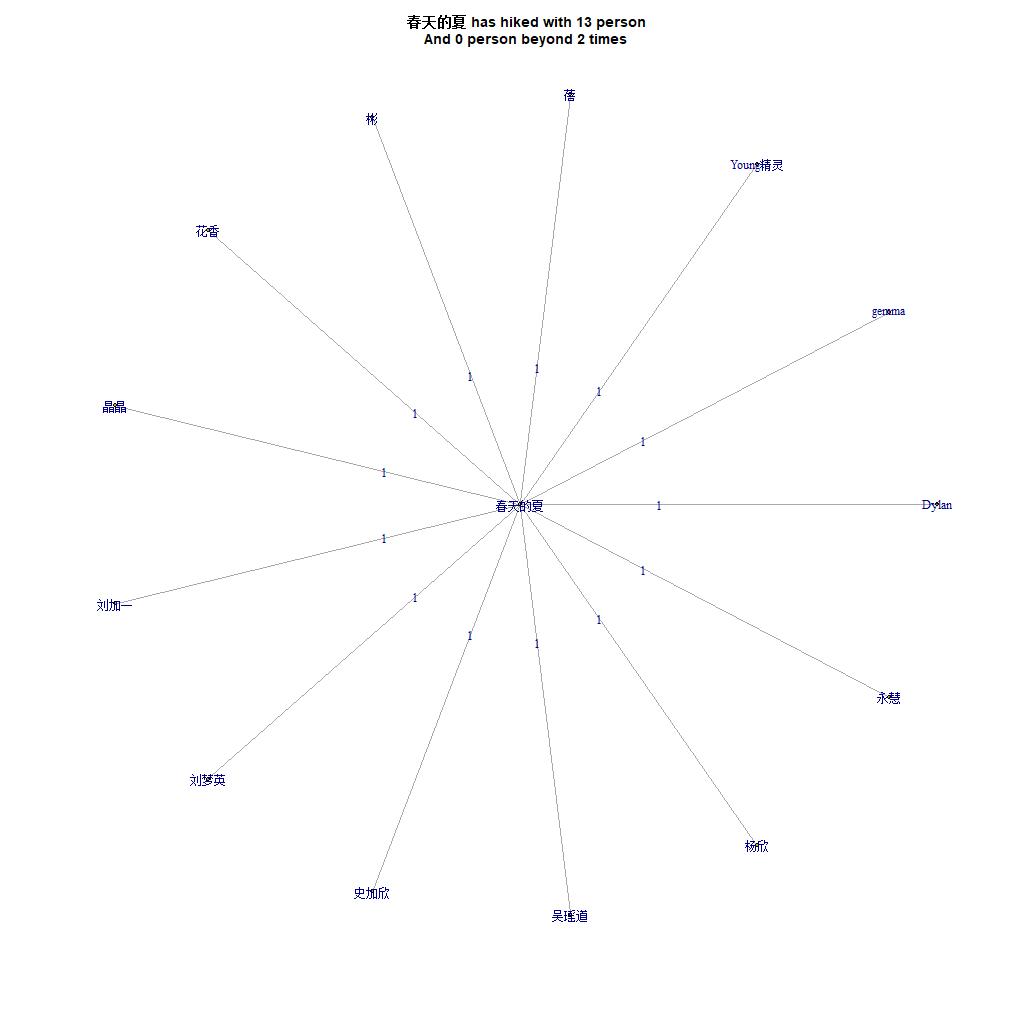 春天的夏 has hiked with 13 person
And 0 person beyond 2 times
蓓
彬
Young精灵
花香
gemma
1
1
1
晶晶
1
1
1
1
春天的夏
1
Dylan
1
1
刘加一
1
1
1
1
永慧
刘梦英
杨欣
史加欣
吴瑶道